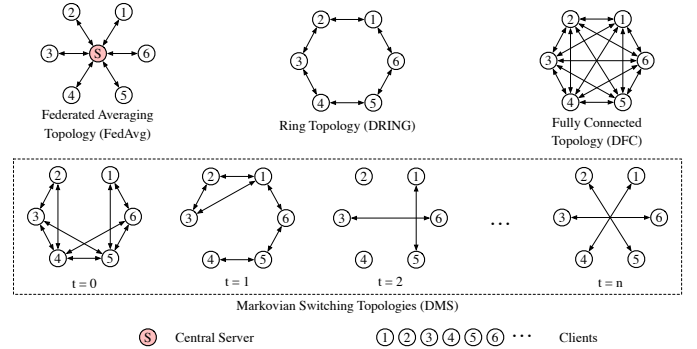 2 1
3 S 6
4 5
Federated Averaging
Topology (FedAvg)
2 1
3 6
4 5
Ring Topology (DRING)
2 1
3 6
4 5
Fully Connected
Topology (DFC)
2 1
3 6
4 5
t = 0
2 1
3 6
4 5
t = 1
2 1
3 6
4 5
t = 2
...
2 1
3 6
4 5
t = n
Markovian Switching Topologies (DMS)
S Central Server
1 2 3 4 5 6 ... Clients